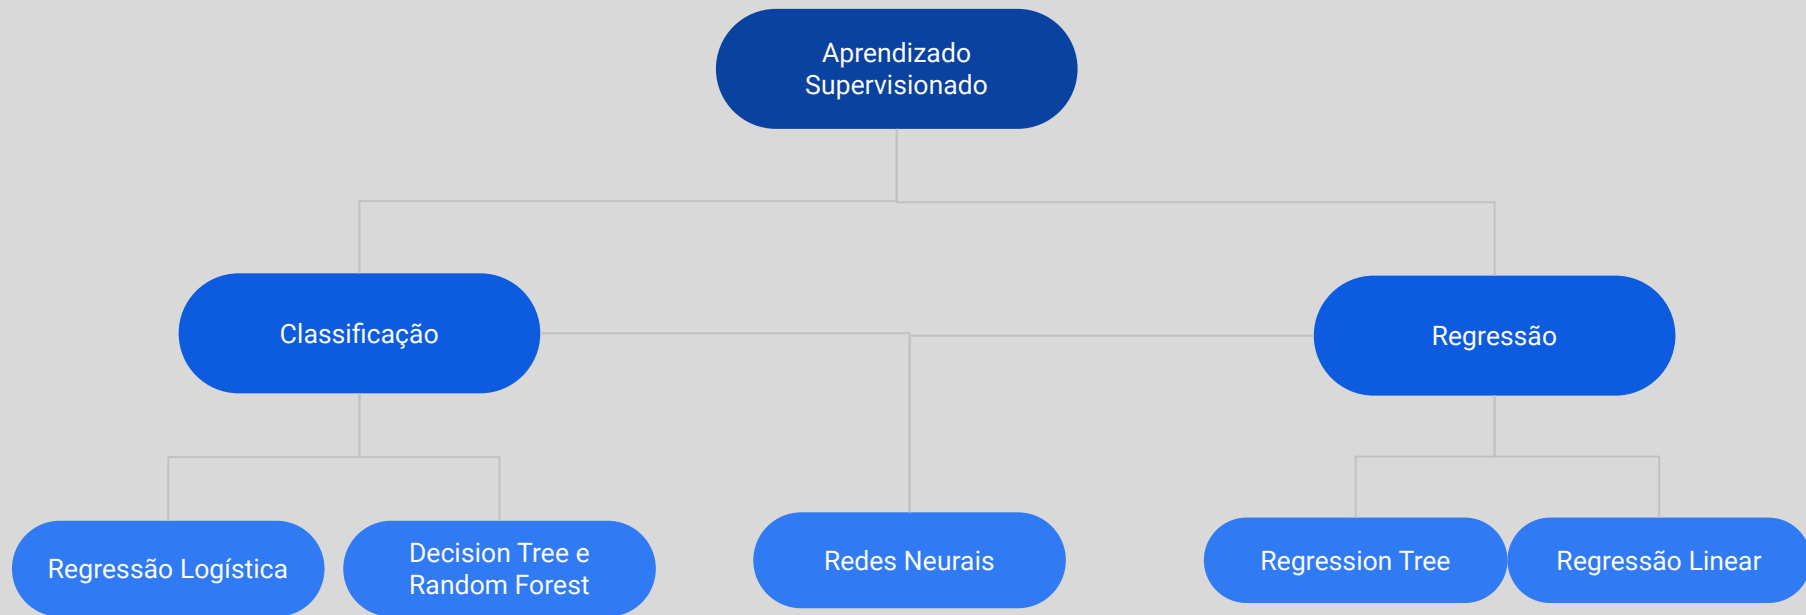 Aprendizado
Supervisionado
Classificação
Regressão
Regressão Logística
Decision Tree e
Random Forest
Redes Neurais
Regression Tree
Regressão Linear